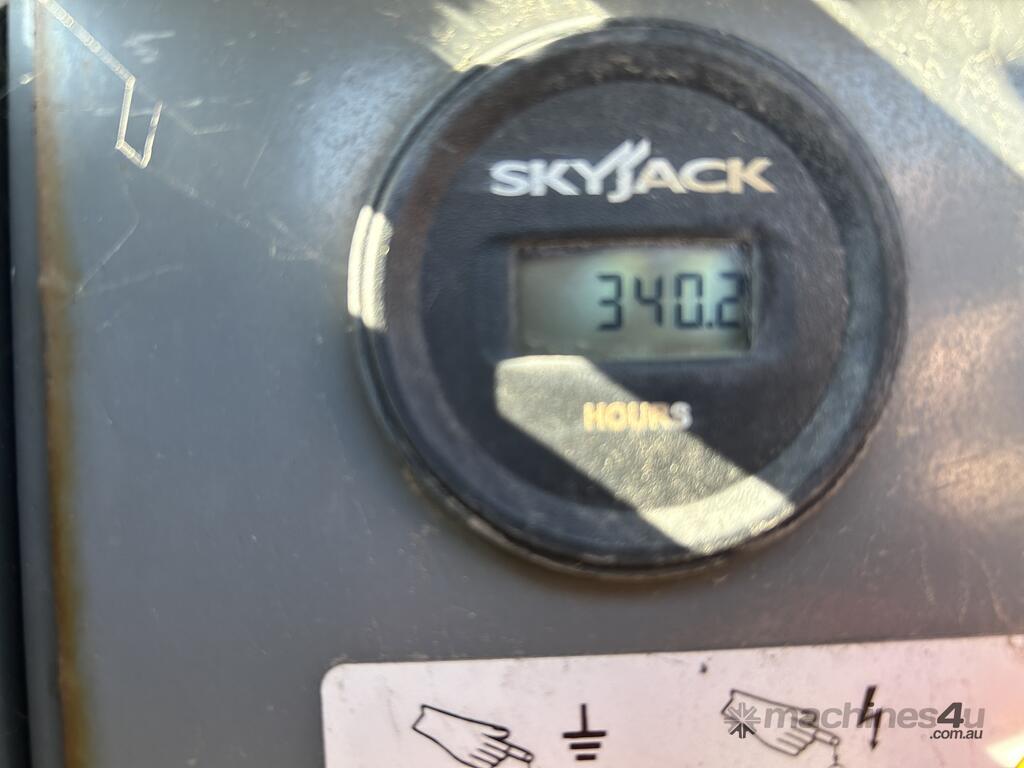 SKYJACK
340.2
HOURS
machines4u
.com.au